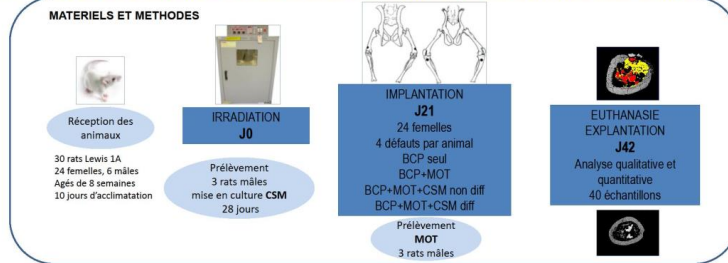 MATERIELS ET METHODES
Réception des
animaux
30 rats Lewis 1A
24 femelles, 6 mâles
Agés de 8 semaines
10 jours d'acclimatation
IRRADIATION
J0
Prélèvement
3 rats mâles
mise en culture CSM
28 jours
IMPLANTATION
J21
24 femelles
4 défauts par animal
BCP seul
BCP+MOT
BCP+MOT+CSM non diff
BCP+MOT+CSM diff
Prélèvement
MOT
3 rats mâles
EUTHANASIE
EXPLANTATION
J42
Analyse qualitative et
quantitative
40 échantillons